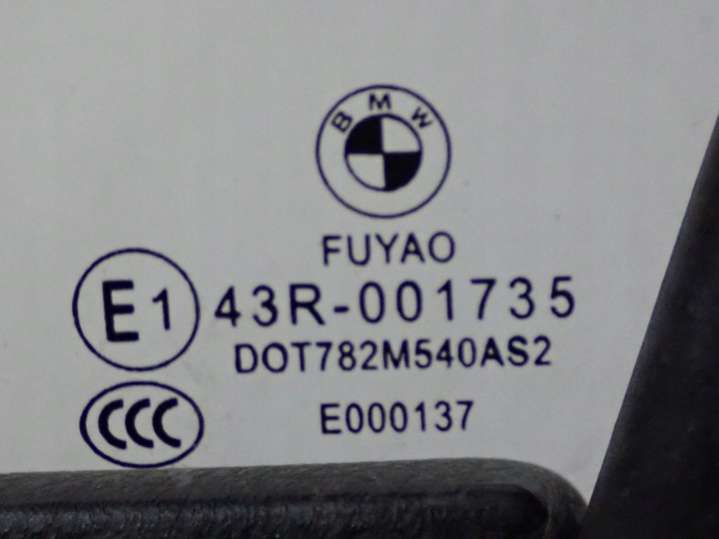 BMW
FUYAO
E1 43R-001735
DOT782M540AS2
CCC E000137